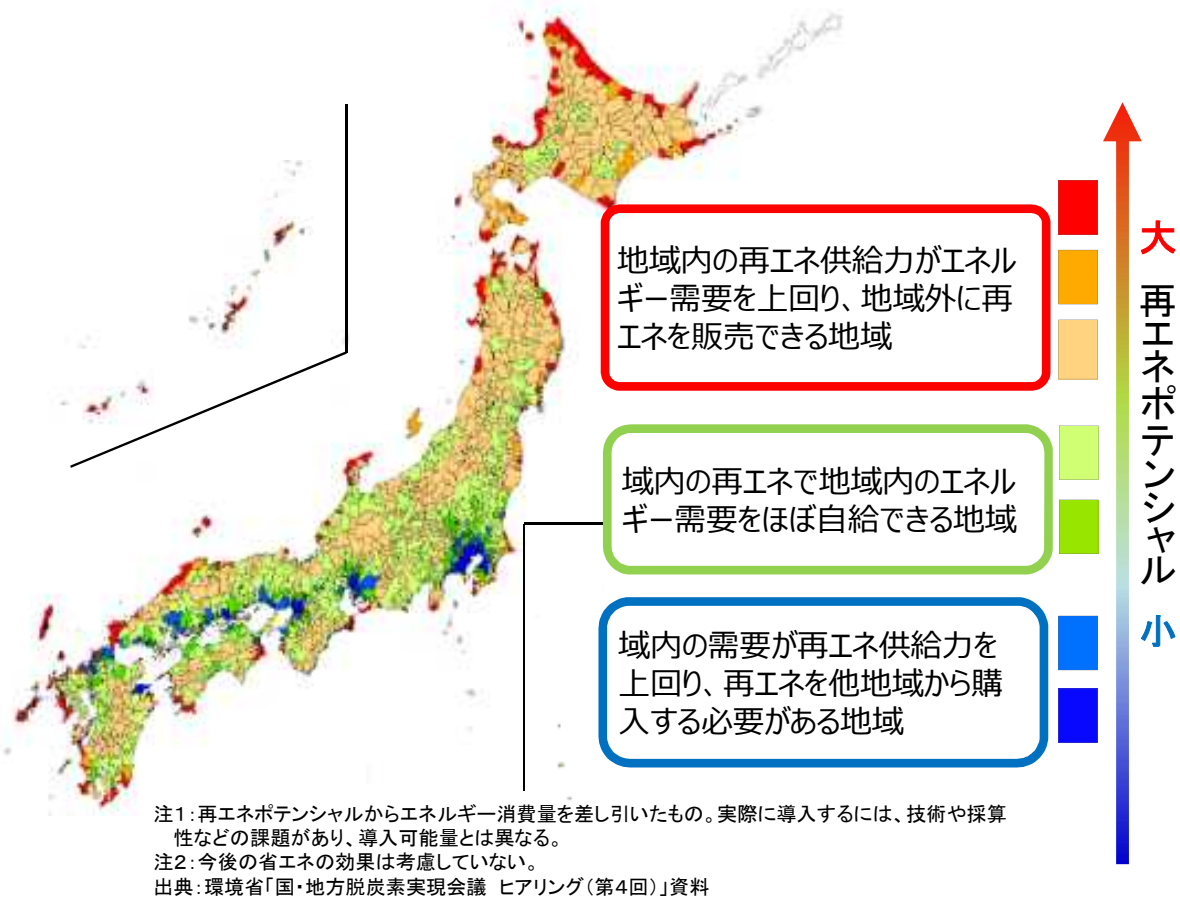 地域内の再エネ供給力がエネル
ギー需要を上回り、地域外に再
エネを販売できる地域
域内の再エネで地域内のエネル
ギー需要をほぼ自給できる地域
域内の需要が再エネ供給力を
上回り、再エネを他地域から購
入する必要がある地域
大 再エネポテンシャル 小
注1:再エネポテンシャルからエネルギー消費量を差し引いたもの。実際に導入するには、技術や採算
性などの課題があり、導入可能量とは異なる。
注2:今後の省エネの効果は考慮していない。
出典:環境省「国・地方脱炭素実現会議 ヒアリング(第4回)」資料